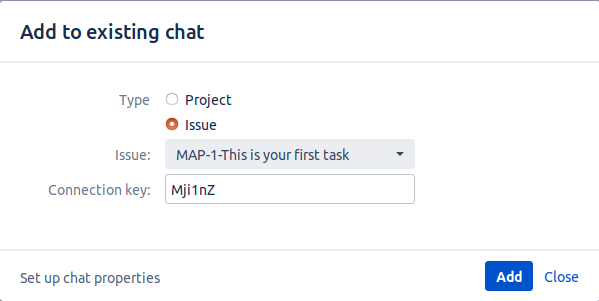 Add to existing chat
Type Project
Issue
Issue: MAP-1-This is your first task
Connection key: Mji1nZ
Set up chat properties Add Close